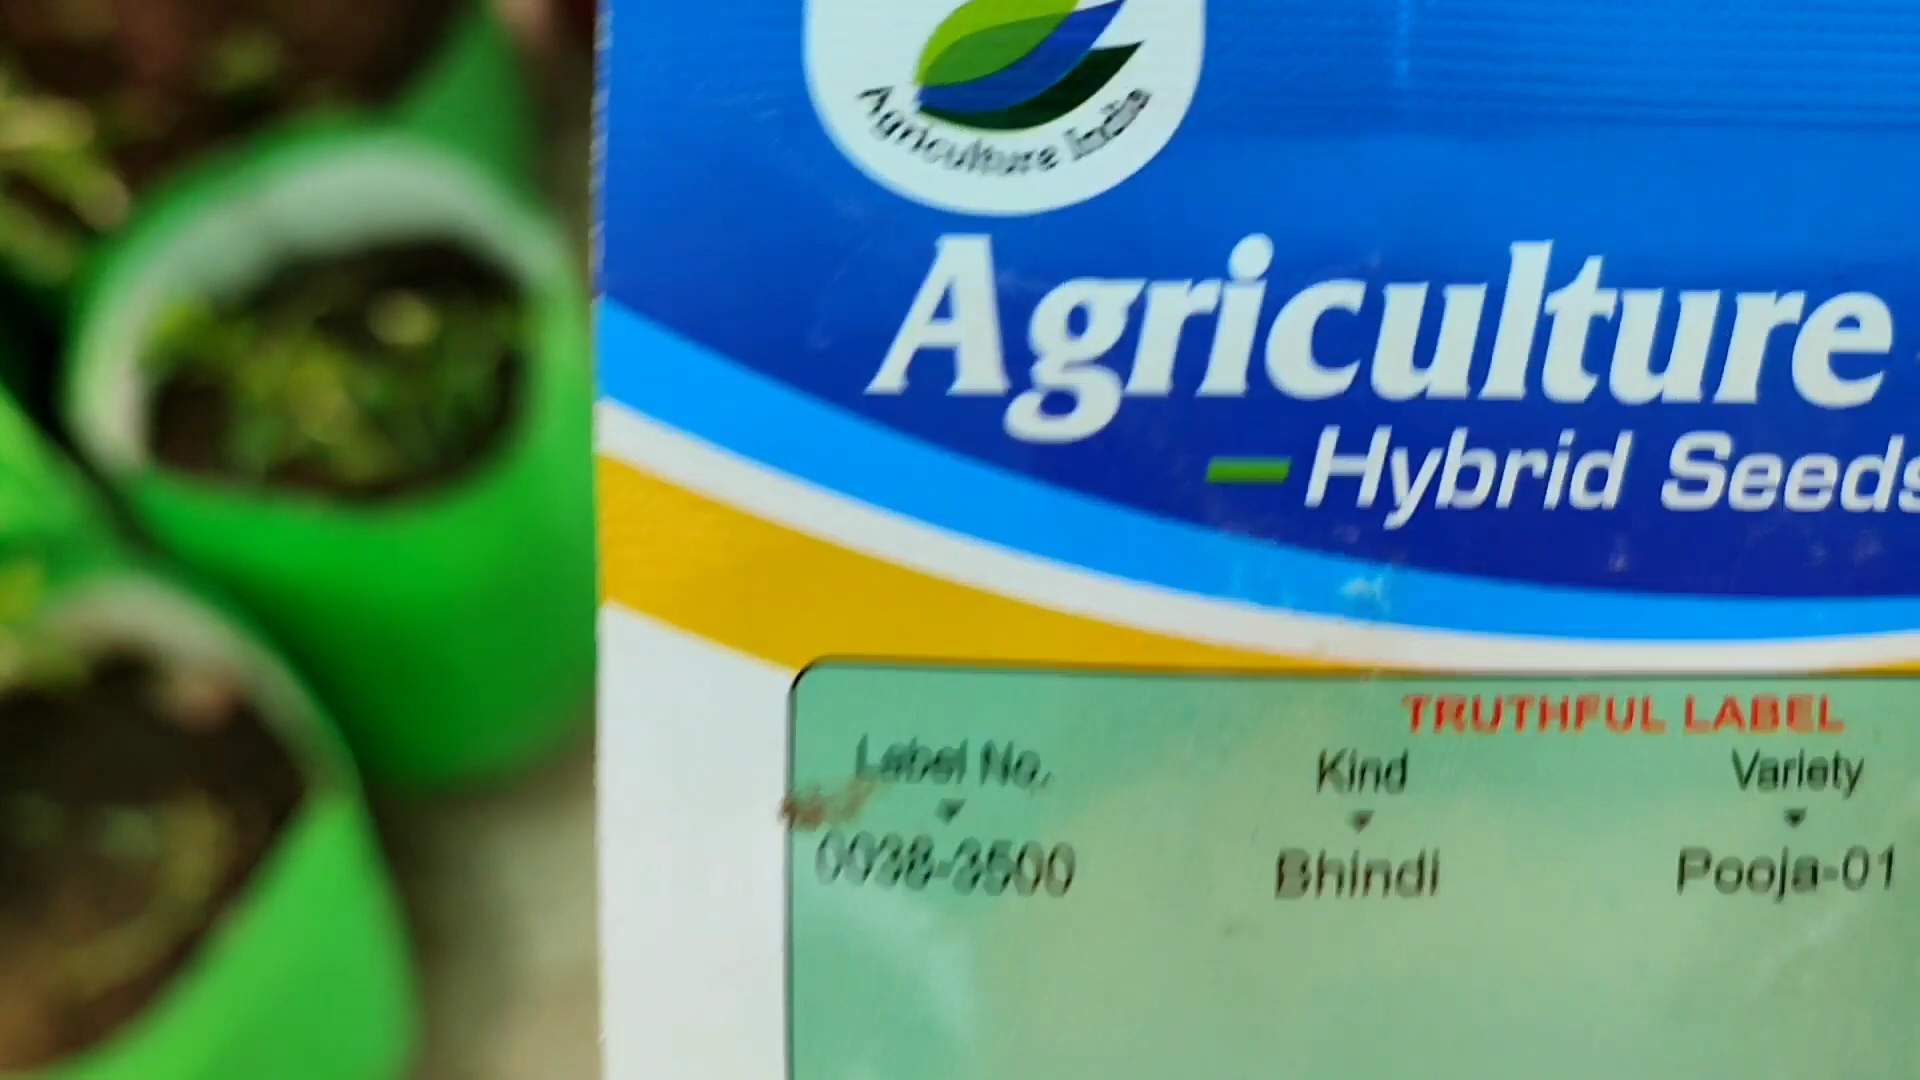 Agriculture India
Agriculture
Hybrid Seeds
TRUTHFUL LABEL
Label No. Kind Variety
0038-3500 Bhindi Pooja-01